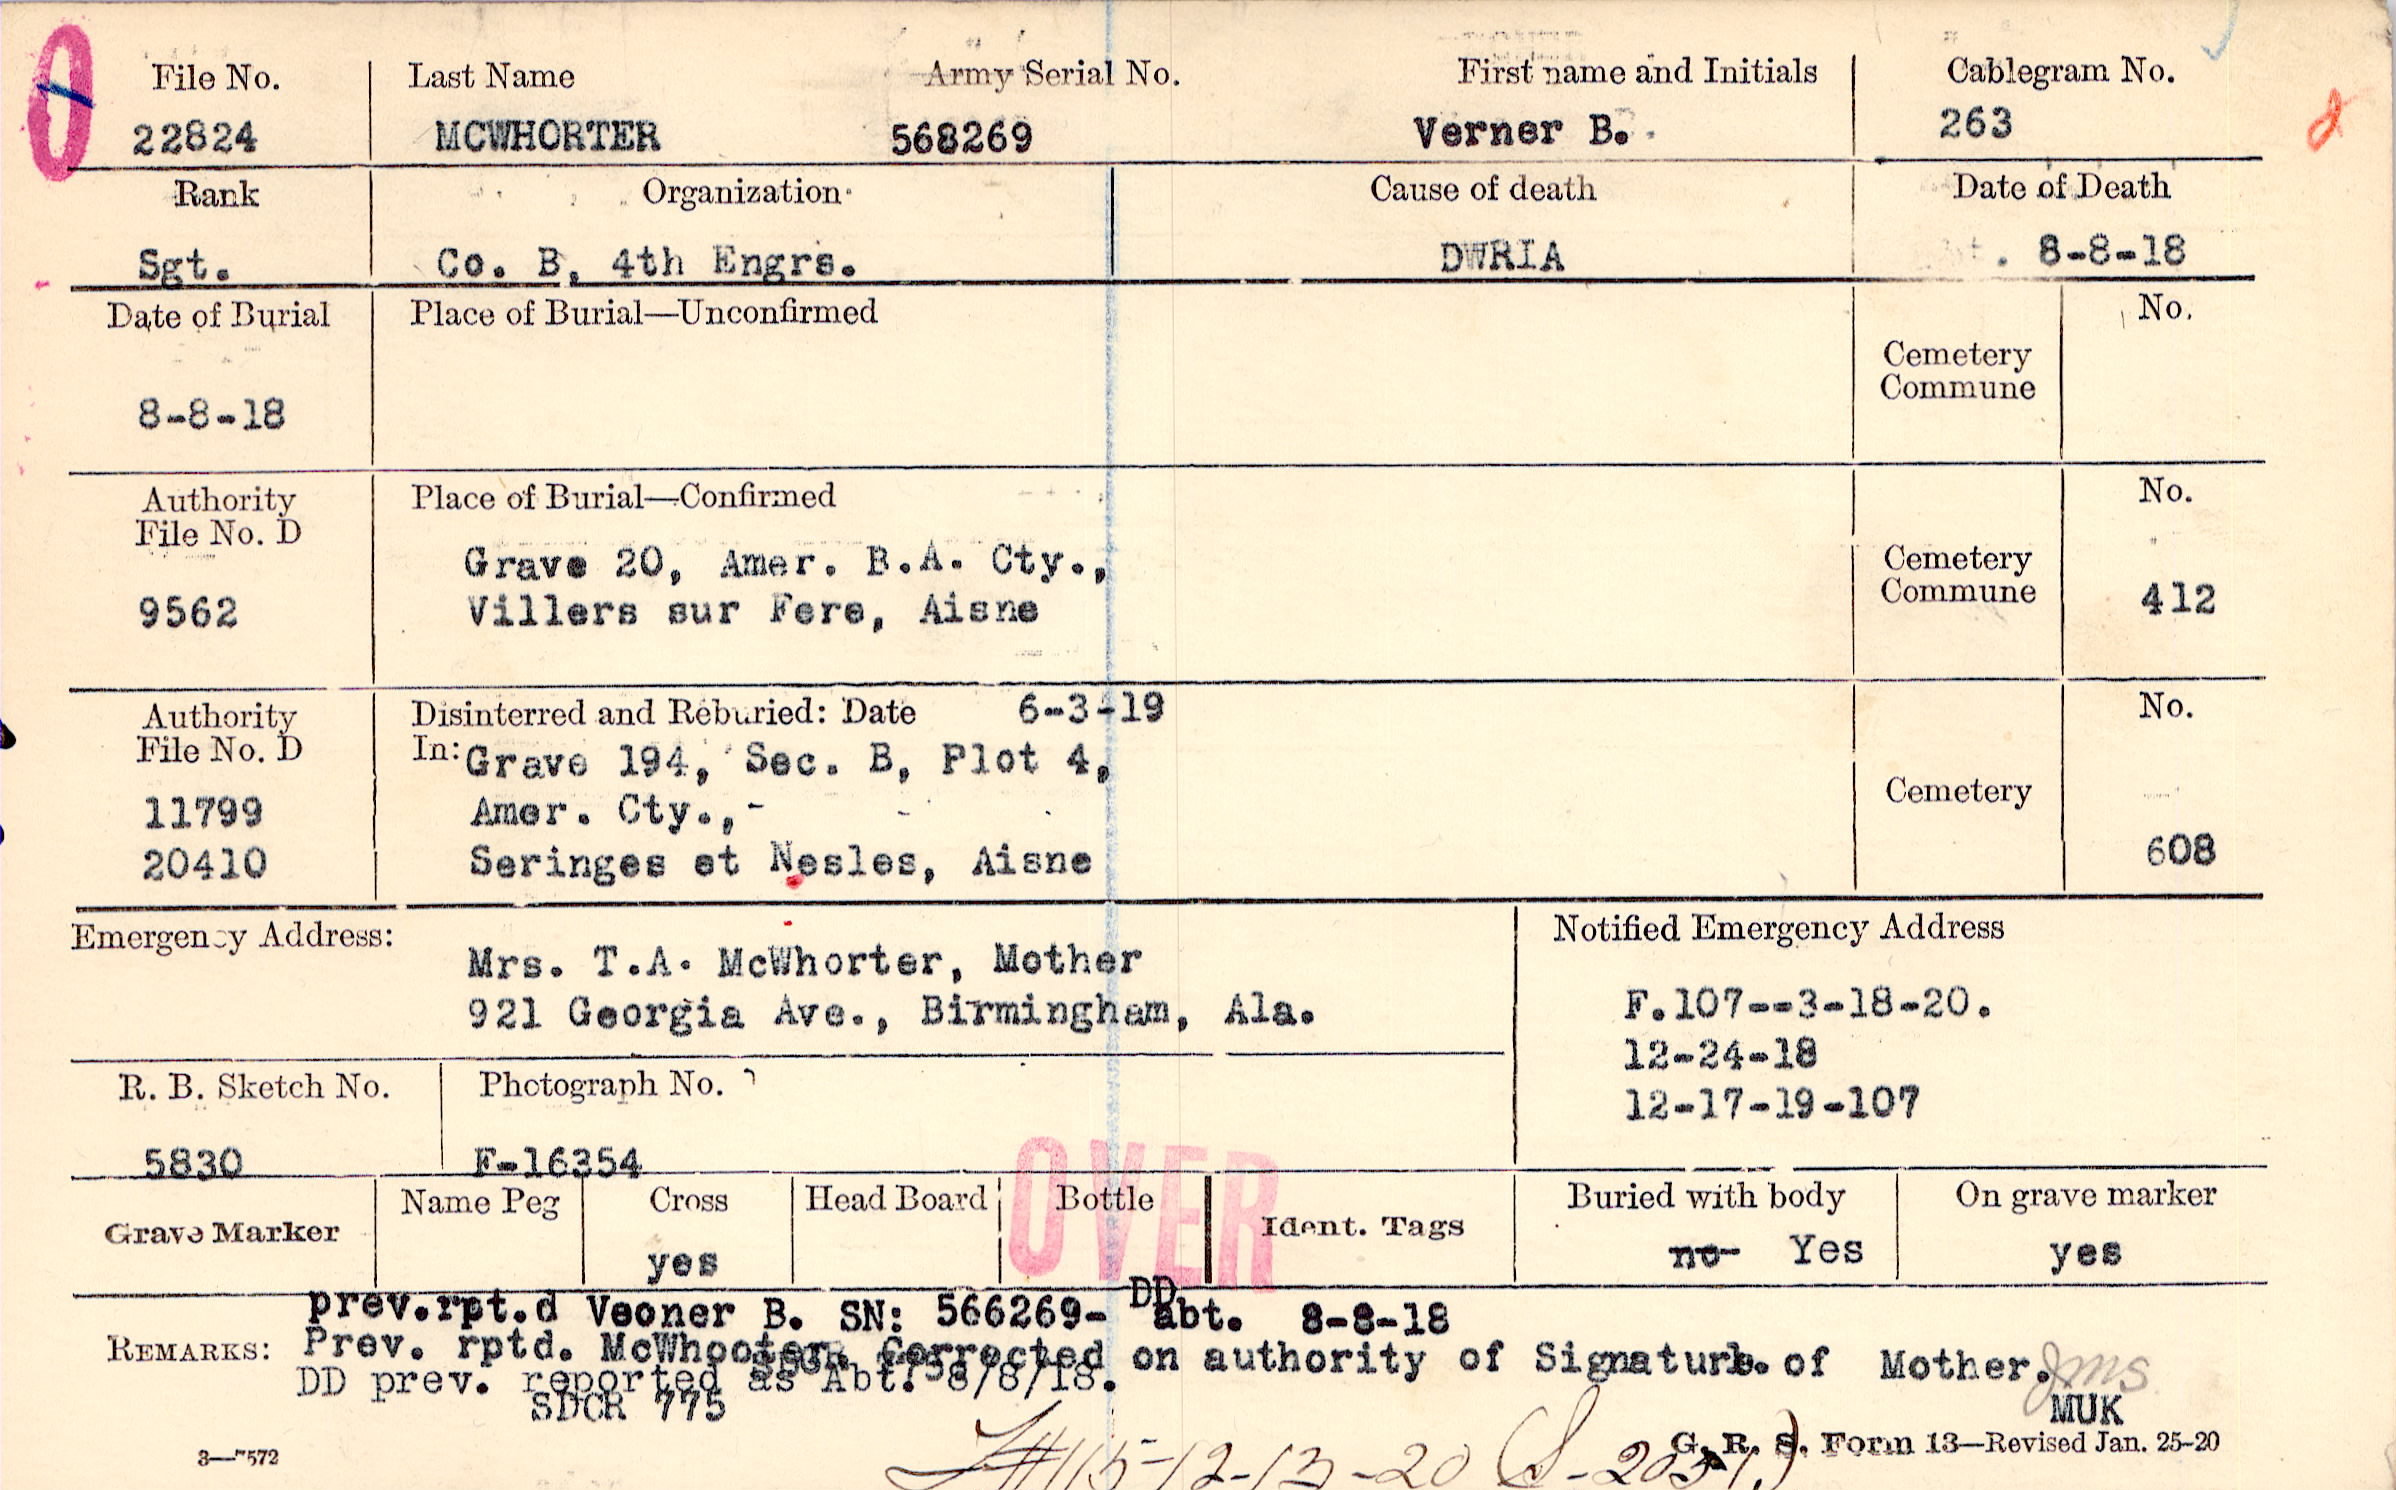 File No. Last Name Army Serial No. First name and Initials Cablegram No.
22824 MCWHORTER 568269 Verner B. 263
Rank Organization Cause of death Date of Death
Sgt. Co. B, 4th Engrs. DWRIA 8-8-18
Date of Burial Place of Burial—Unconfirmed No.
Cemetery
Commune
8-8-18
Authority Place of Burial—Confirmed No.
File No. D
Grave 20, Amer. B.A. Cty., Cemetery
9562 Villers sur Fere, Aisne Commune 412
Authority Disinterred and Reburied: Date 6-3-19 No.
File No. D In: Grave 194, Sec. B, Plot 4,
11799 Amer. Cty.,- Cemetery
20410 Seringes et Nesles, Aisne 608
Emergency Address: Notified Emergency Address
Mrs. T.A. McWhorter, Mother
921 Georgia Ave., Birmingham, Ala.
F.107--3-18-20.
12-24-18
12-17-19-107
R. B. Sketch No. Photograph No.
5830 F-16354
OVER
Grave Marker Name Peg Cross Head Board Bottle Ident. Tags Buried with body On grave marker
yes no Yes yes
prev.rpt.d Veoner B. SN: 566269- DD abt. 8-8-18
REMARKS: Prev. rptd. McWhooter. Corrected on authority of Signature of Mother. JMS
DD prev. reported as Abt. 8/8/18.
SDCR 775 MUK
3—7572 G. R. S. Form 13—Revised Jan. 25-20
115-12-13-20